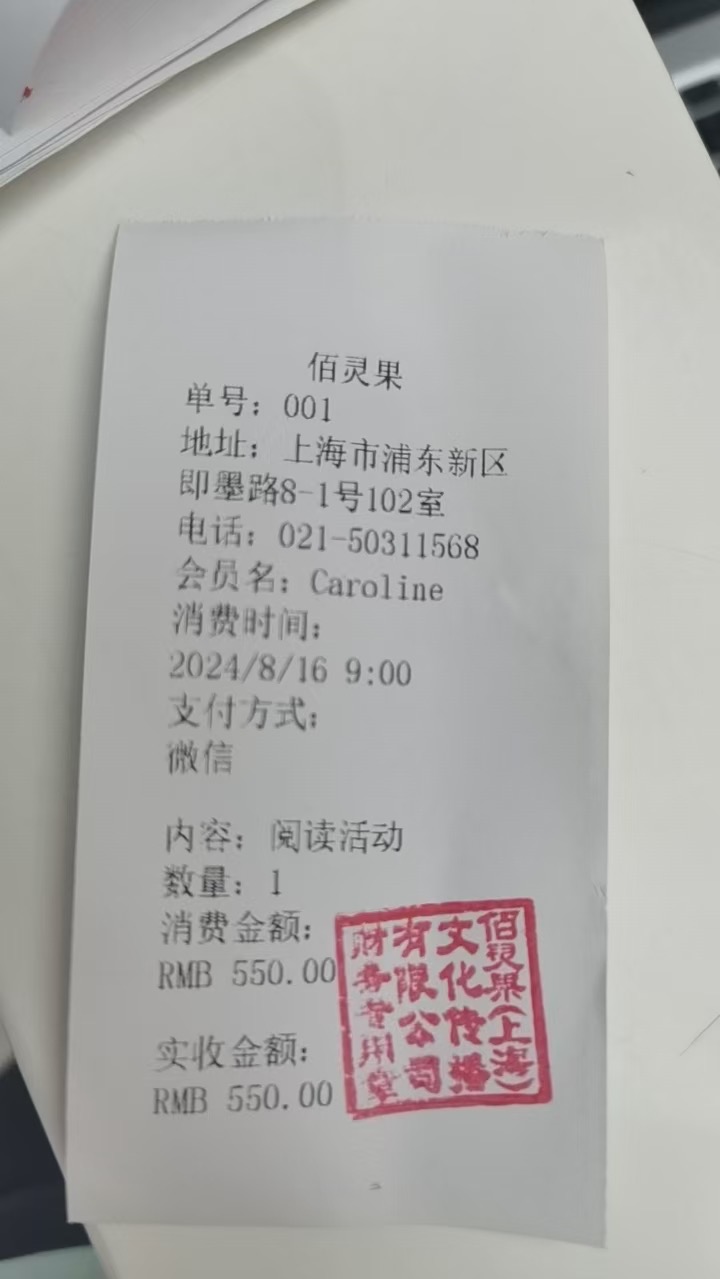 佰灵果
单号：001
地址：上海市浦东新区
即墨路8-1号102室
电话：021-50311568
会员名：Caroline
消费时间：
2024/8/16 9:00
支付方式：
微信
内容：阅读活动
数量：1
消费金额：
RMB 550.00
实收金额：
RMB 550.00
佰灵果(上海)
文化传播
有限公司
财务专用章